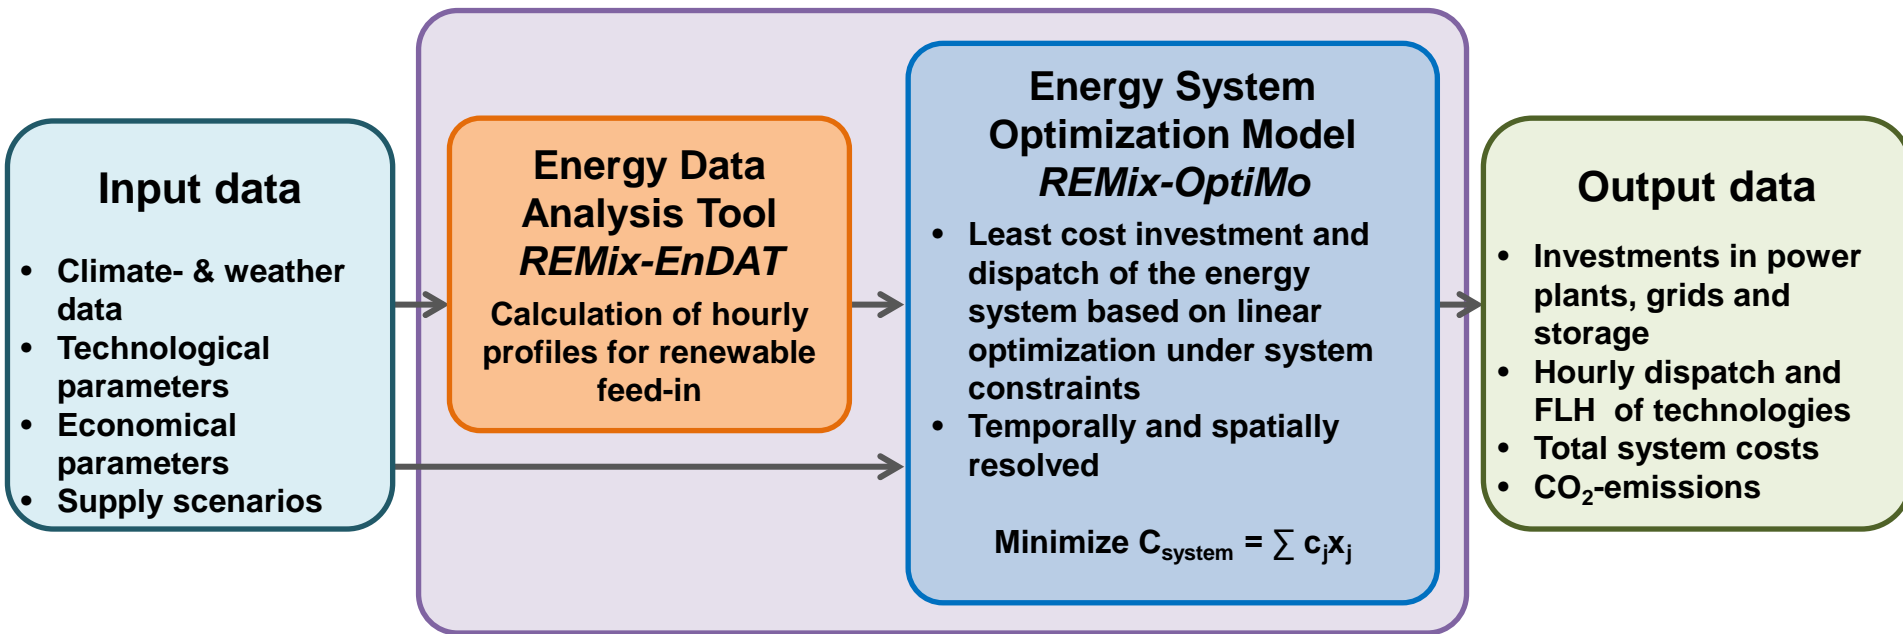 Input data
• Climate- & weather
data
• Technological
parameters
• Economical
parameters
• Supply scenarios
Energy Data
Analysis Tool
REMix-EnDAT
Calculation of hourly
profiles for renewable
feed-in
Energy System
Optimization Model
REMix-OptiMo
• Least cost investment and
dispatch of the energy
system based on linear
optimization under system
constraints
• Temporally and spatially
resolved
Minimize C_system = ∑ c_j x_j
Output data
• Investments in power
plants, grids and
storage
• Hourly dispatch and
FLH of technologies
• Total system costs
• CO₂-emissions